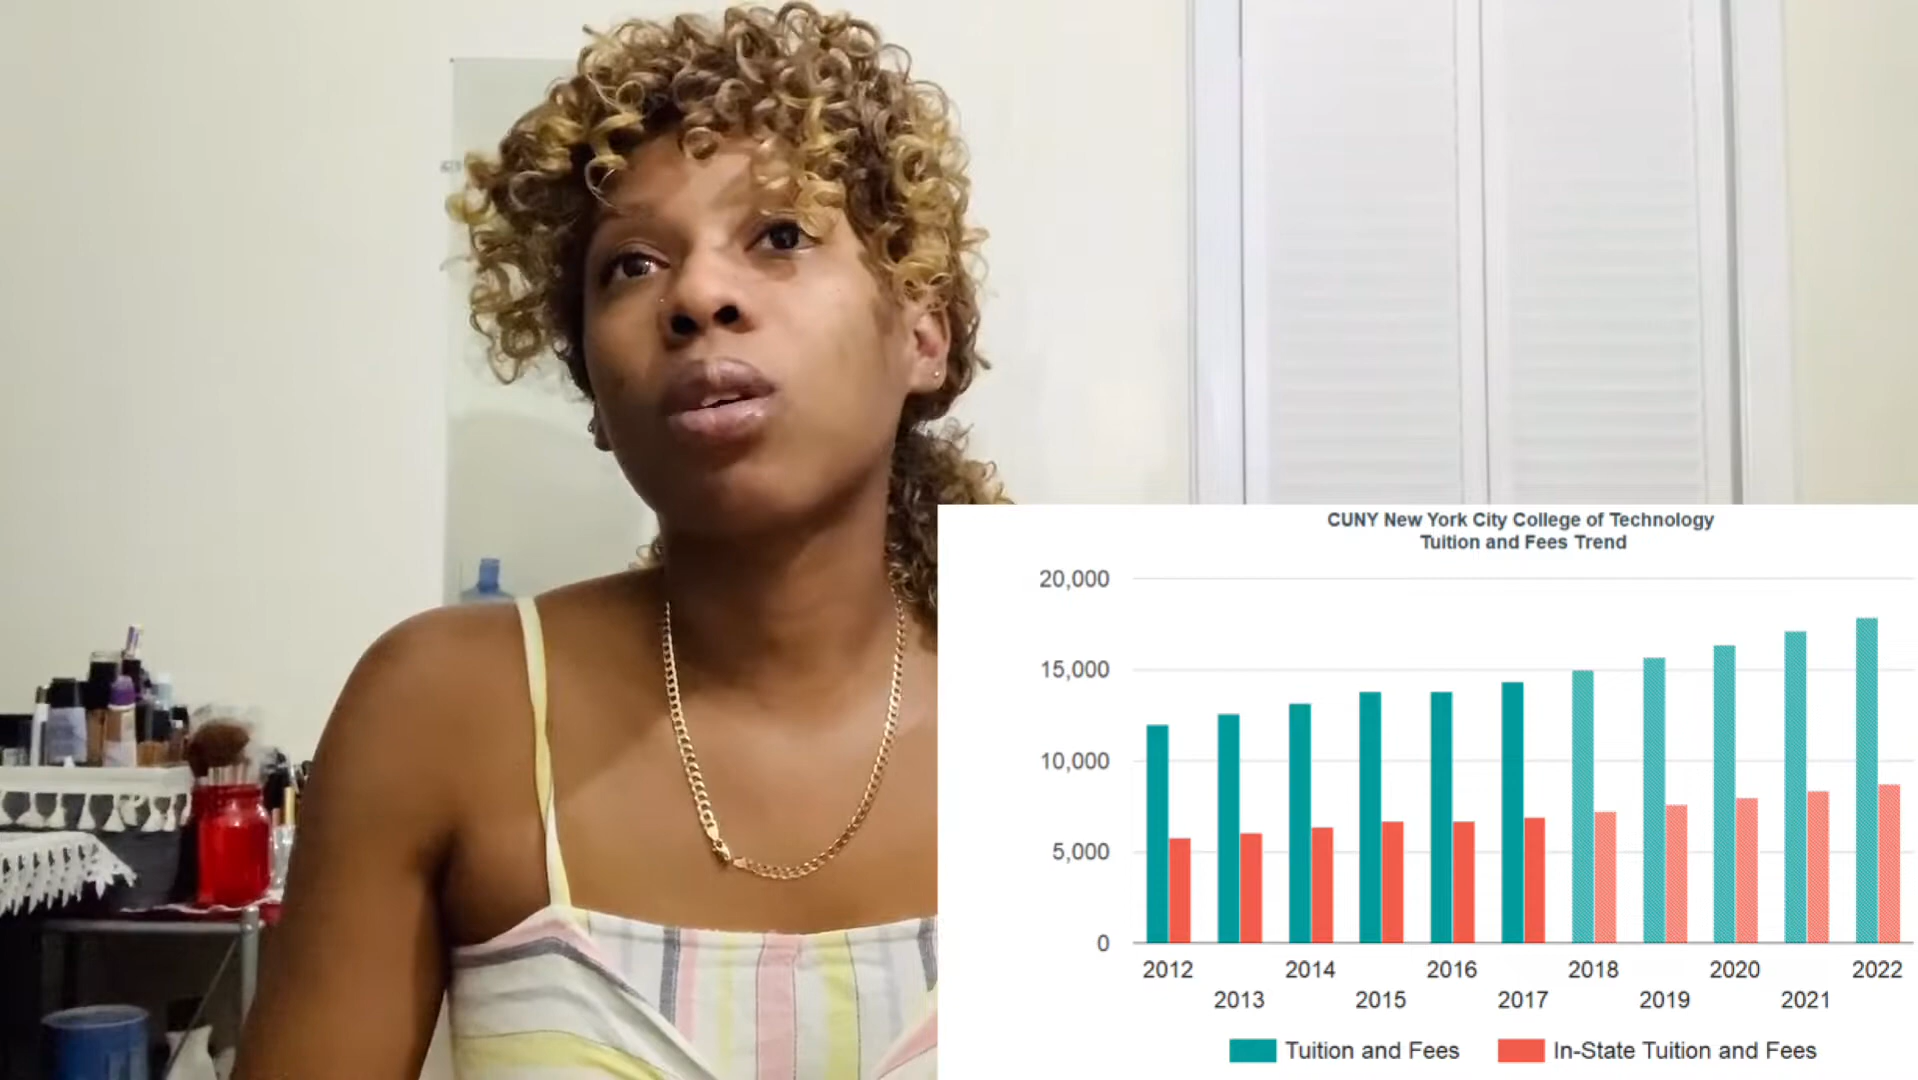 CUNY New York City College of Technology
Tuition and Fees Trend
20,000
15,000
10,000
5,000
0
2012 2014 2016 2018 2020 2022
2013 2015 2017 2019 2021
Tuition and Fees In-State Tuition and Fees